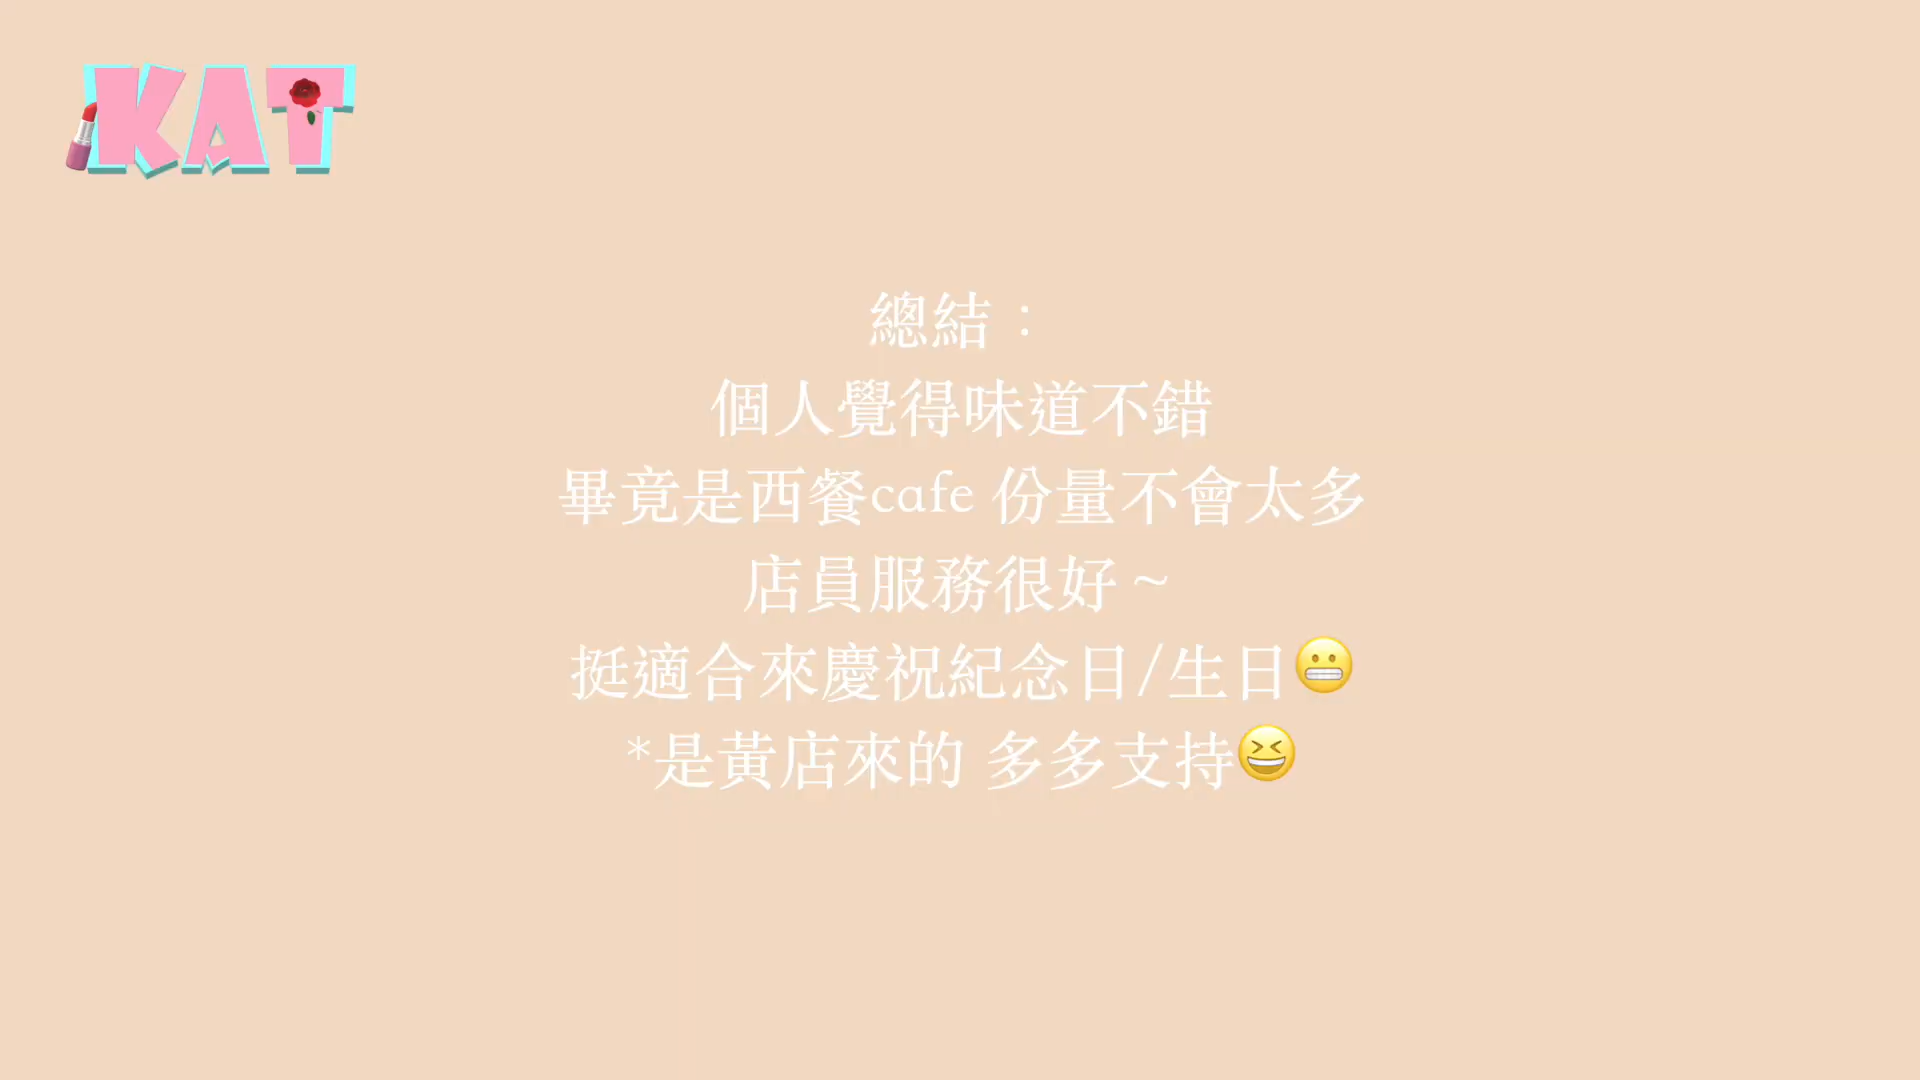 KAT
總結：
個人覺得味道不錯
畢竟是西餐cafe 份量不會太多
店員服務很好～
挺適合來慶祝紀念日/生日😬
*是黃店來的 多多支持😆